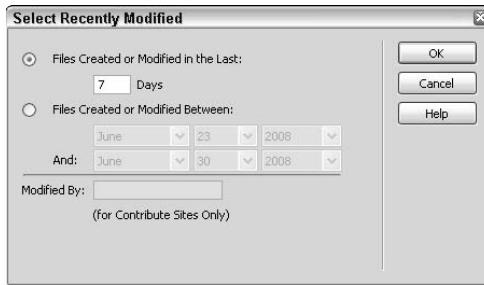 Select Recently Modified
Files Created or Modified in the Last:
7 Days
Files Created or Modified Between:
June 23 2008
And: June 30 2008
Modified By:
(for Contribute Sites Only)
OK
Cancel
Help